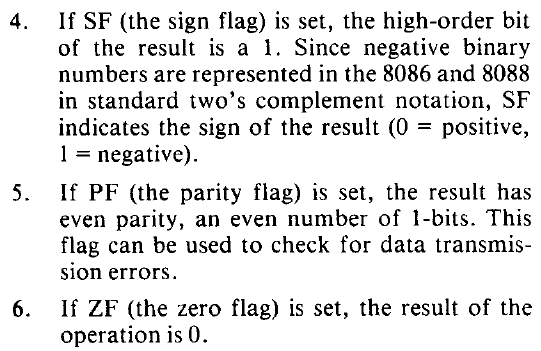 4. If SF (the sign flag) is set, the high-order bit
of the result is a 1. Since negative binary
numbers are represented in the 8086 and 8088
in standard two's complement notation, SF
indicates the sign of the result (0 = positive,
1 = negative).
5. If PF (the parity flag) is set, the result has
even parity, an even number of 1-bits. This
flag can be used to check for data transmis-
sion errors.
6. If ZF (the zero flag) is set, the result of the
operation is 0.